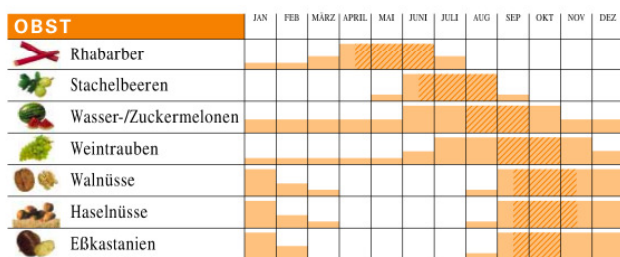 OBST JAN FEB MÄRZ APRIL MAI JUNI JULI AUG SEP OKT NOV DEZ
Rhabarber
Stachelbeeren
Wasser-/Zuckermelonen
Weintrauben
Walnüsse
Haselnüsse
Eßkastanien